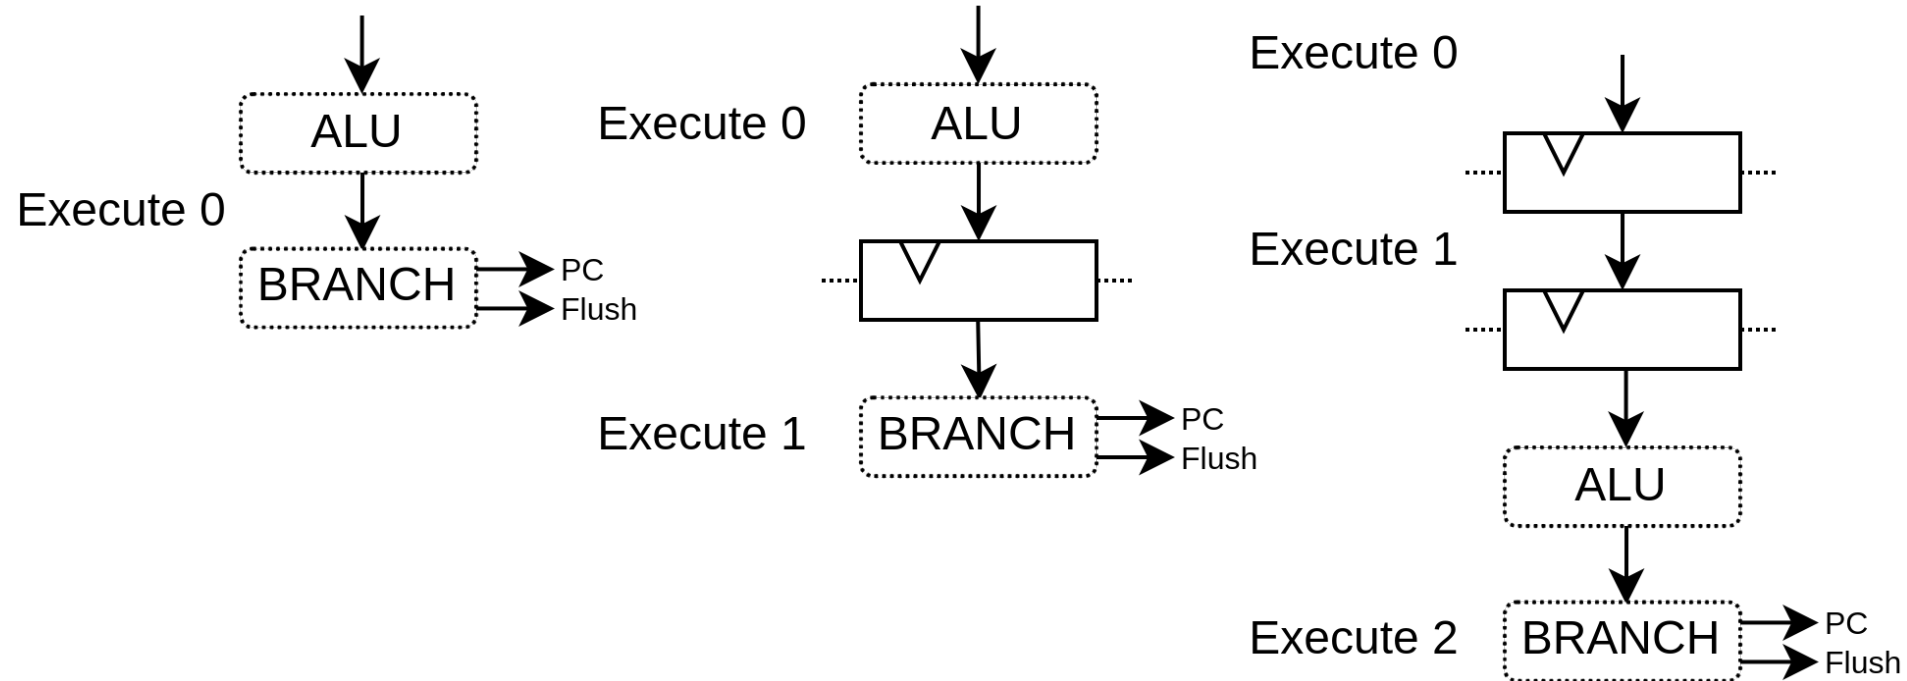 ALU
Execute 0
BRANCH
PC
Flush
Execute 0
ALU
Execute 1
BRANCH
PC
Flush
Execute 0
Execute 1
ALU
Execute 2
BRANCH
PC
Flush